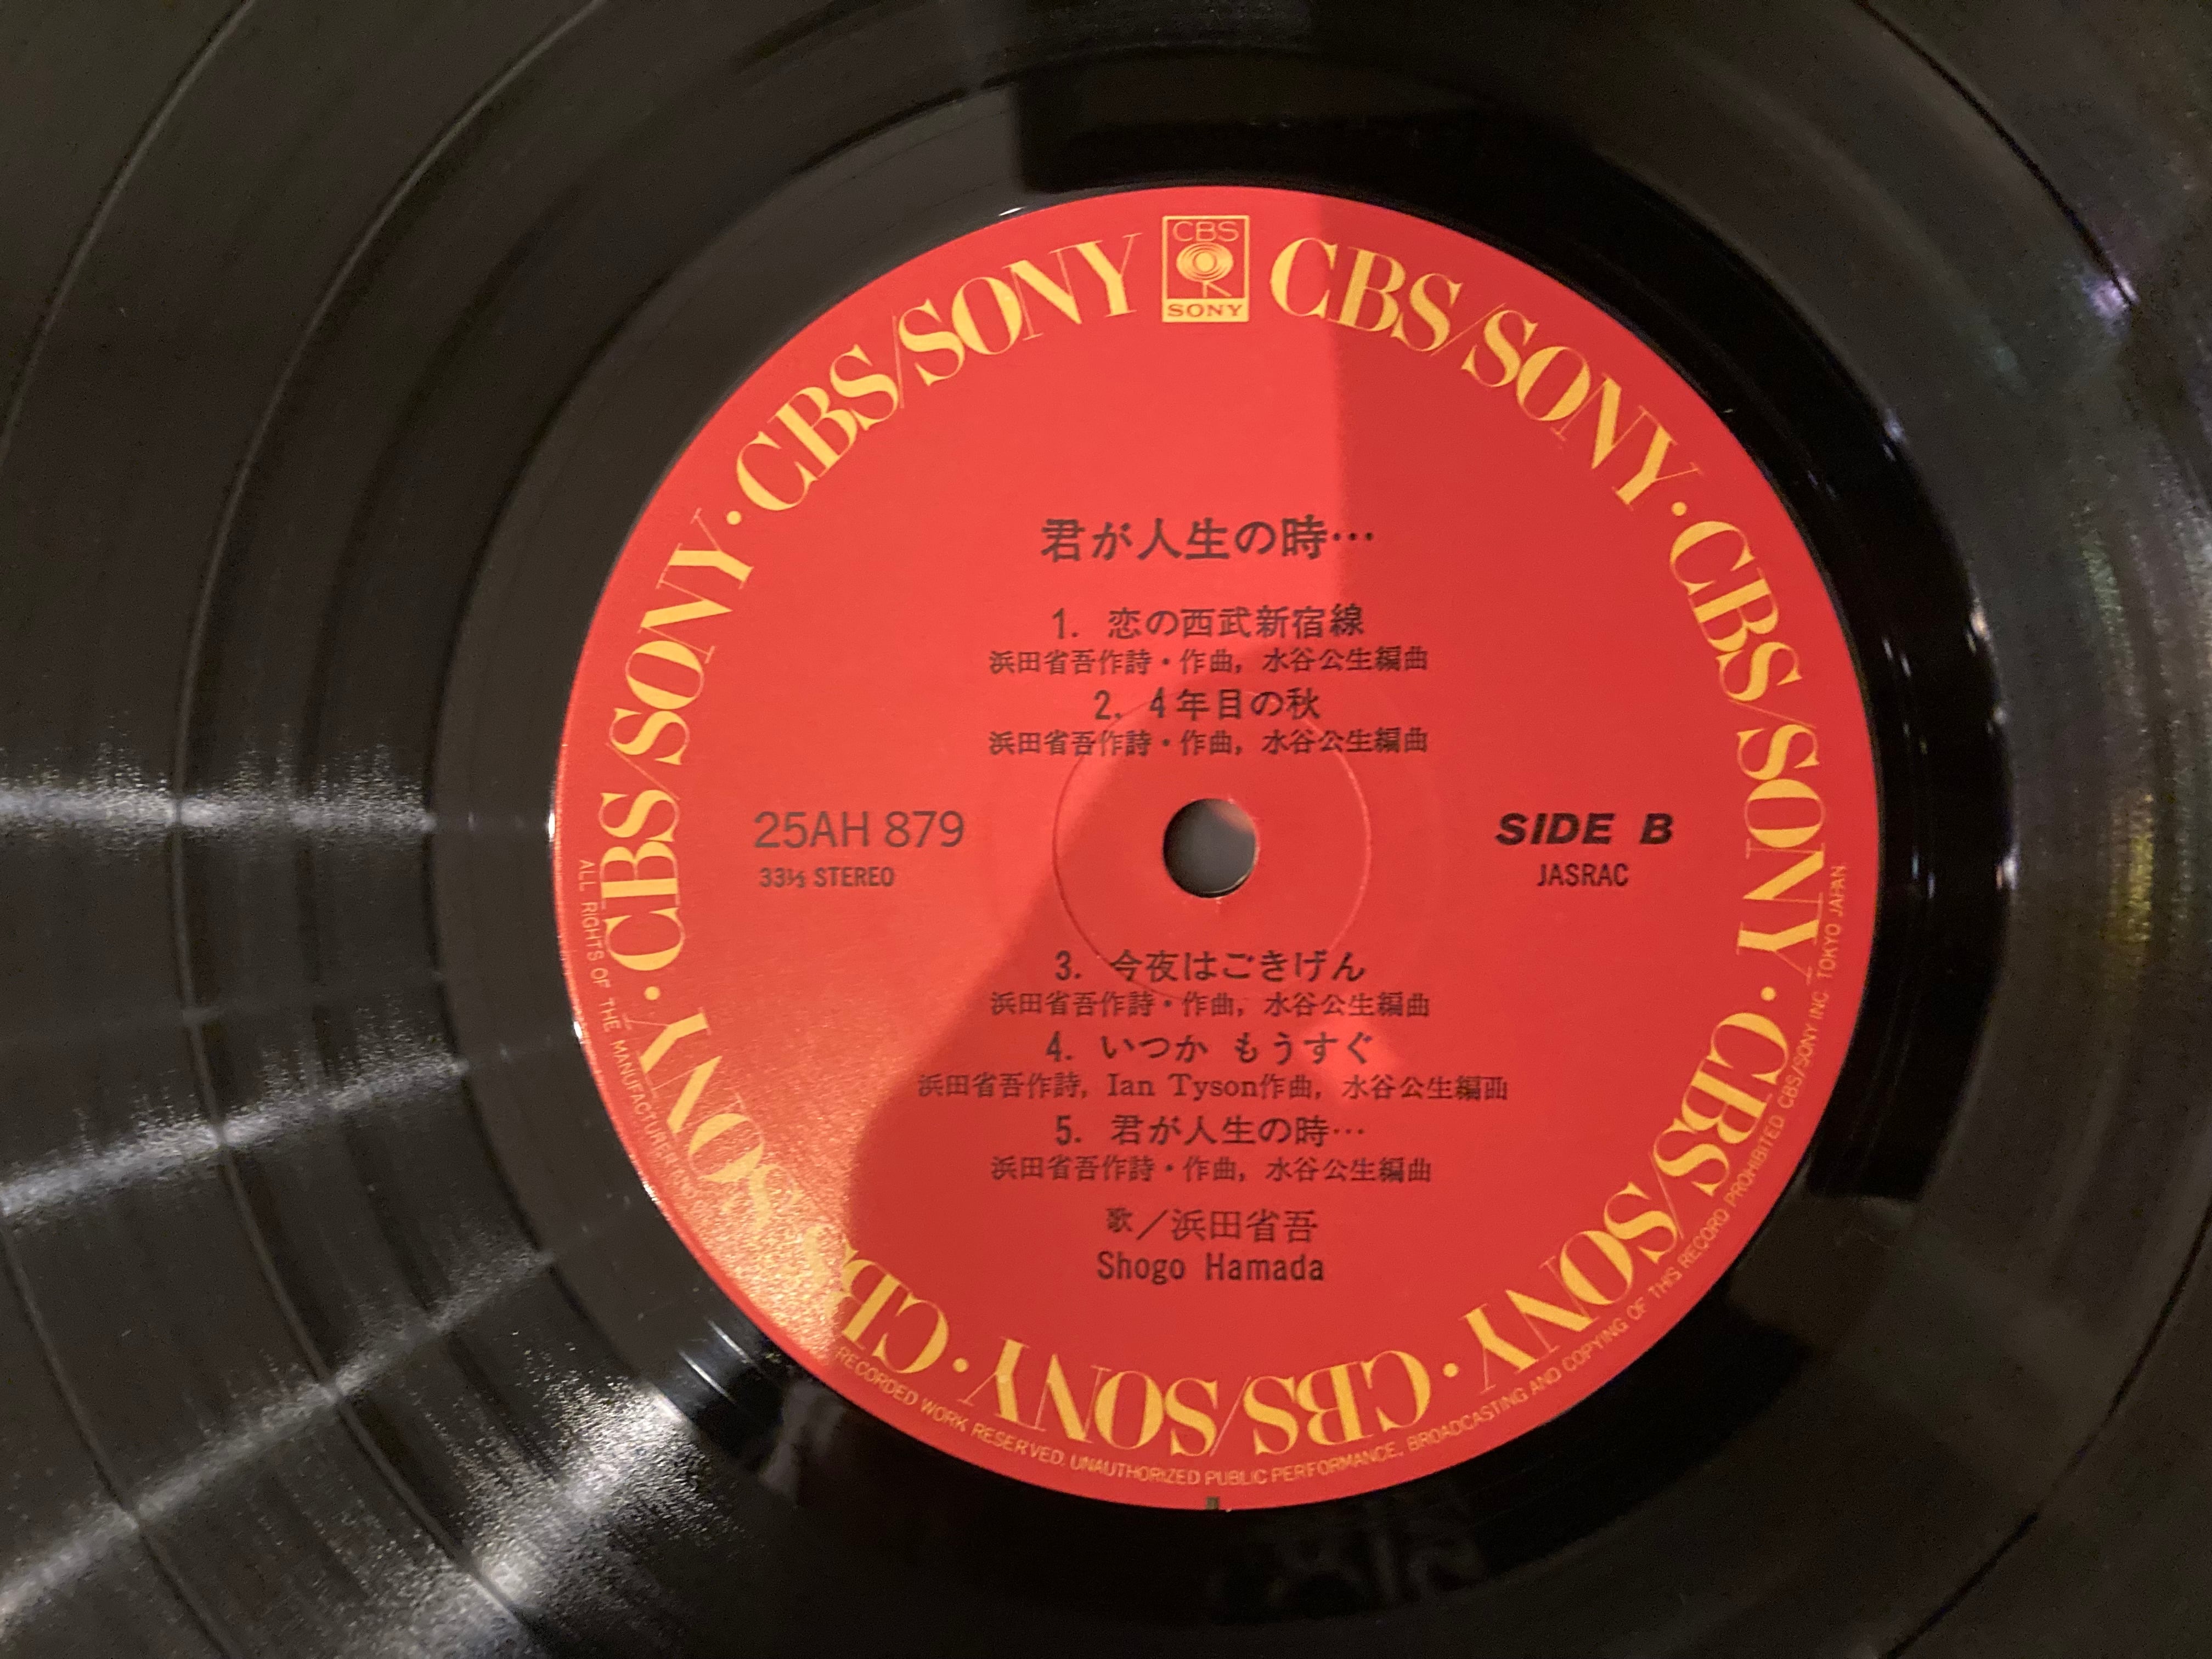 CBS
SONY
CBS/SONY · CBS/SONY · CBS/SONY · CBS/SONY · CBS/SONY · CBS/SONY · CBS/SONY · CBS/SONY · CBS/SONY
君が人生の時…
1. 恋の西武新宿線
浜田省吾作詩・作曲, 水谷公生編曲
2. 4年目の秋
浜田省吾作詩・作曲, 水谷公生編曲
25AH 879
33⅓ STEREO
SIDE B
JASRAC
3. 今夜はごきげん
浜田省吾作詩・作曲, 水谷公生編曲
4. いつか もうすぐ
浜田省吾作詩, Ian Tyson作曲, 水谷公生編曲
5. 君が人生の時…
浜田省吾作詩・作曲, 水谷公生編曲
歌／浜田省吾
Shogo Hamada
ALL RIGHTS OF THE MANUFACTURER RECORDED WORK RESERVED. UNAUTHORIZED PUBLIC PERFORMANCE, BROADCASTING AND COPYING OF THIS RECORD PROHIBITED CBS/SONY INC. TOKYO JAPAN